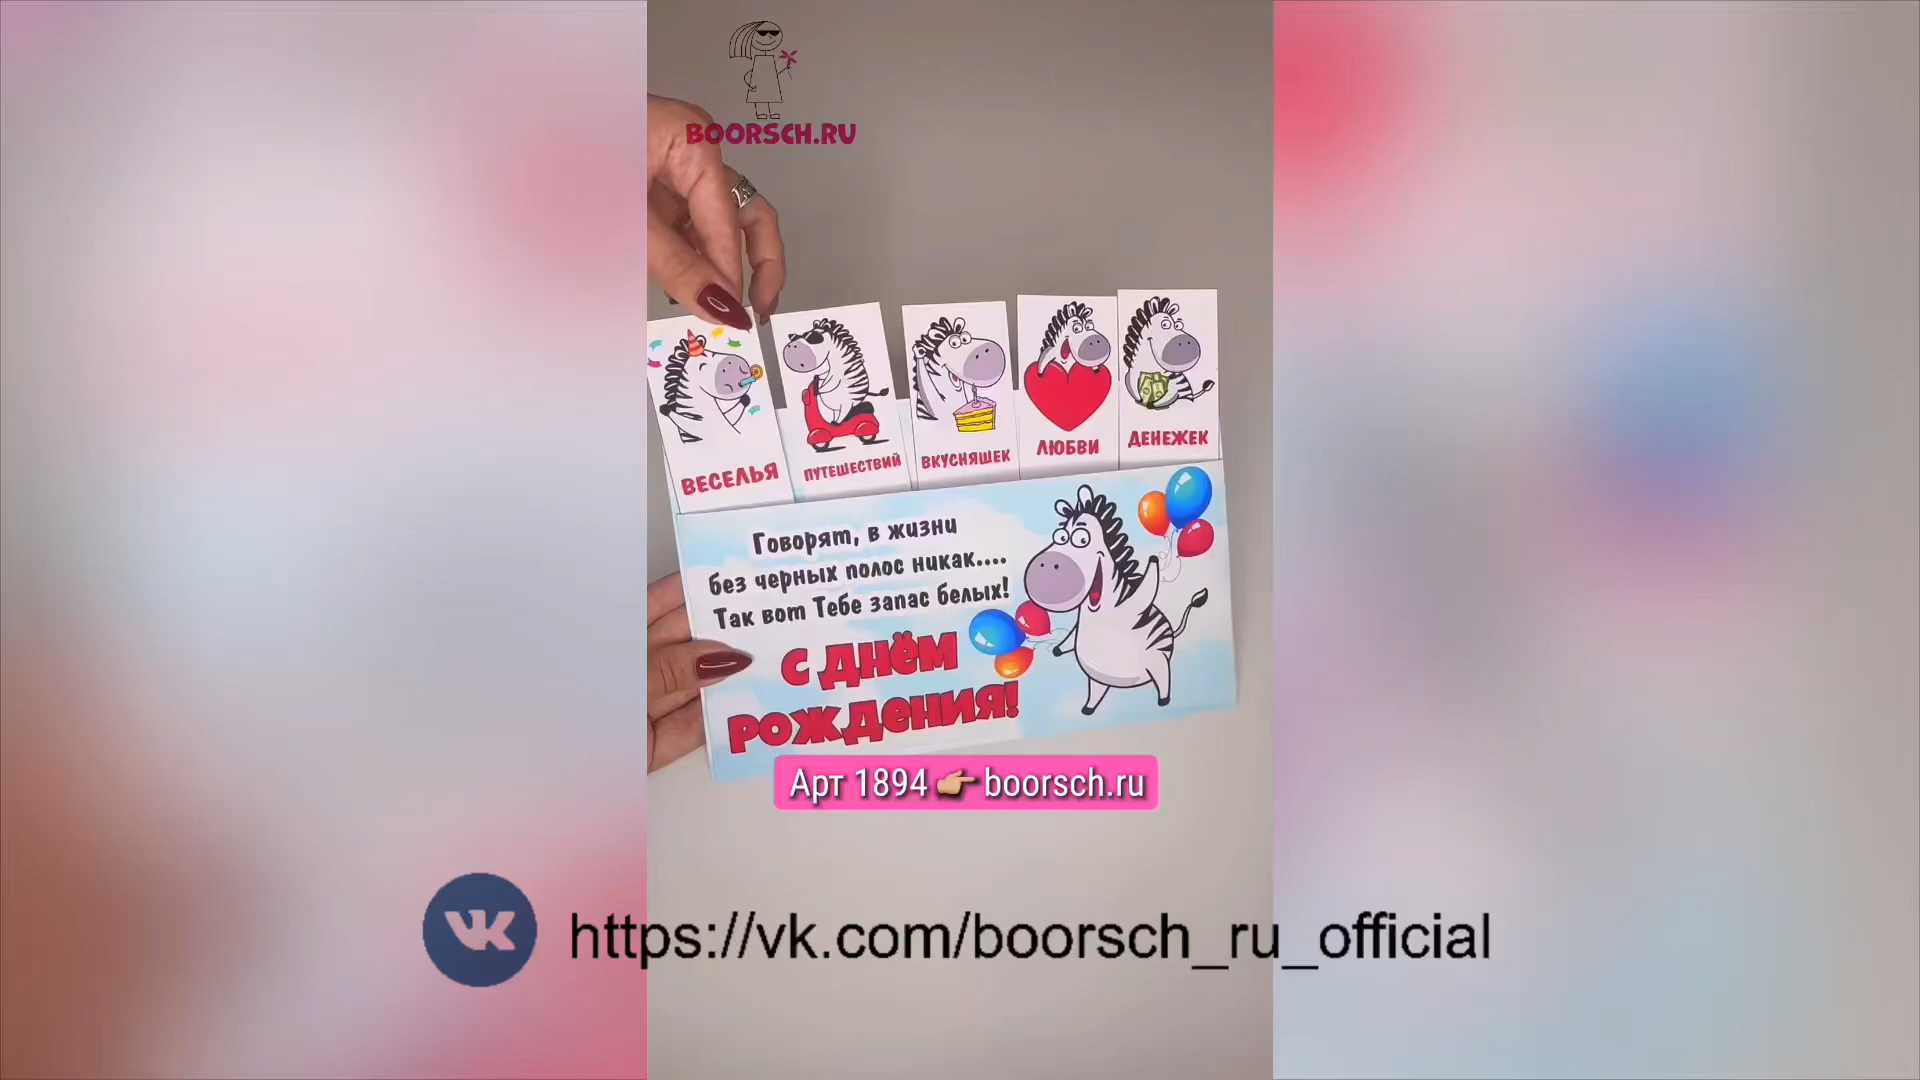 BOORSCH.RU
ВЕСЕЛЬЯ
ПУТЕШЕСТВИЙ
ВКУСНЯШЕК
ЛЮБВИ
ДЕНЕЖЕК
Говорят, в жизни
без черных полос никак....
Так вот Тебе запас белых!
С ДНЁМ
РОЖДЕНИЯ!
Арт 1894 👉🏼 boorsch.ru
VK https://vk.com/boorsch_ru_official